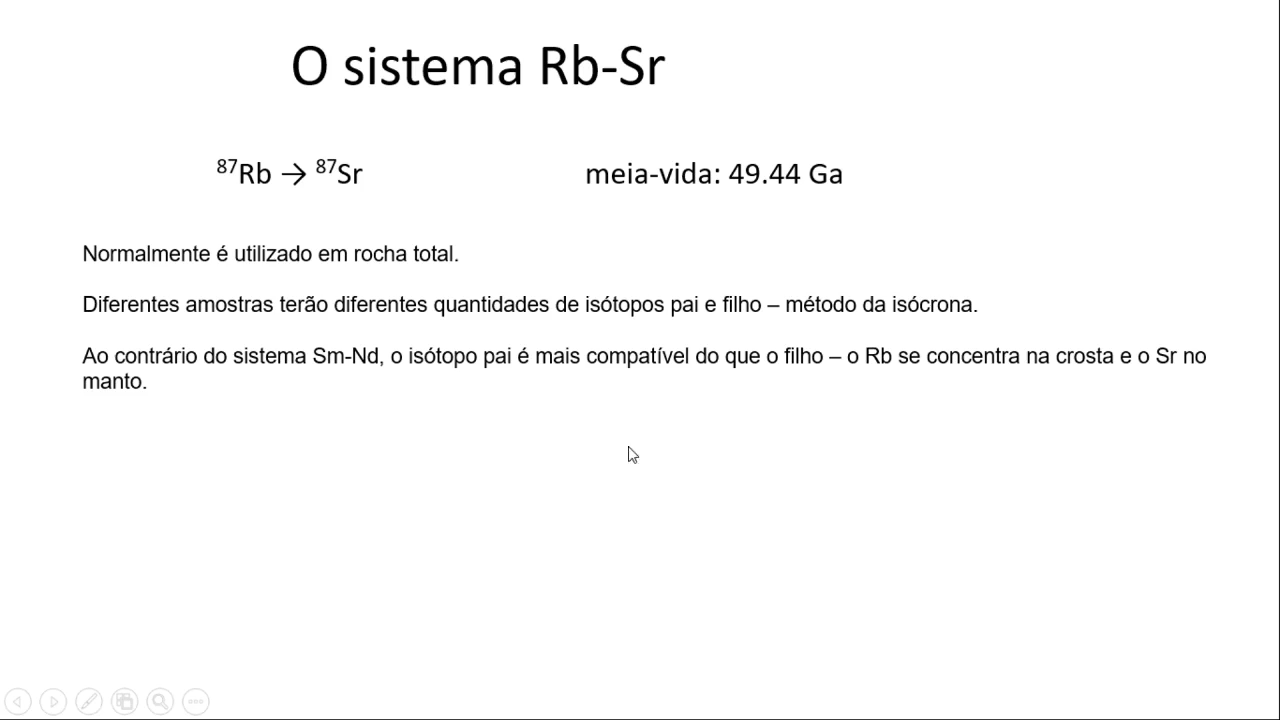 O sistema Rb-Sr
⁸⁷Rb → ⁸⁷Sr meia-vida: 49.44 Ga
Normalmente é utilizado em rocha total.
Diferentes amostras terão diferentes quantidades de isótopos pai e filho – método da isócrona.
Ao contrário do sistema Sm-Nd, o isótopo pai é mais compatível do que o filho – o Rb se concentra na crosta e o Sr no
manto.